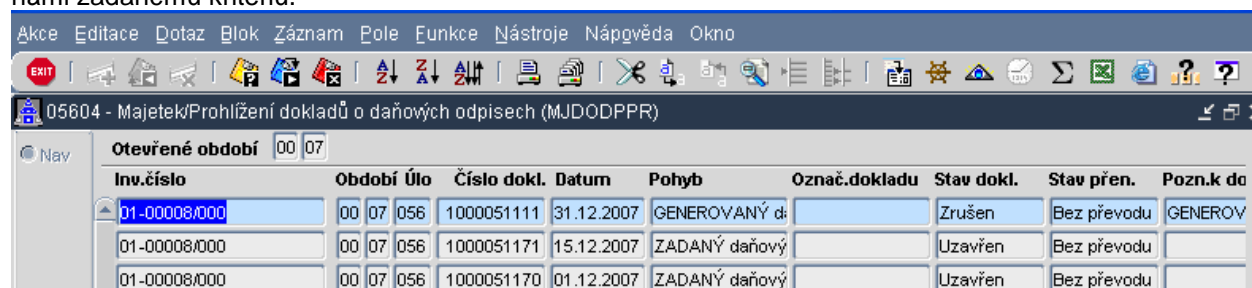 námi zadanému kritériu.
Akce Editace Dotaz Blok Záznam Pole Funkce Nástroje Nápověda Okno
EXIT
05604 - Majetek/Prohlížení dokladů o daňových odpisech (MJDODPPR)
Nav Otevřené období 00 07
Inv.číslo Období Úlo Číslo dokl. Datum Pohyb Označ.dokladu Stav dokl. Stav přen. Pozn.k do
01-00008/000 00 07 056 1000051111 31.12.2007 GENEROVANÝ d Zrušen Bez převodu GENEROV
01-00008/000 00 07 056 1000051171 15.12.2007 ZADANÝ daňový Uzavřen Bez převodu
01-00008/000 00 07 056 1000051170 01.12.2007 ZADANÝ daňový Uzavřen Bez převodu